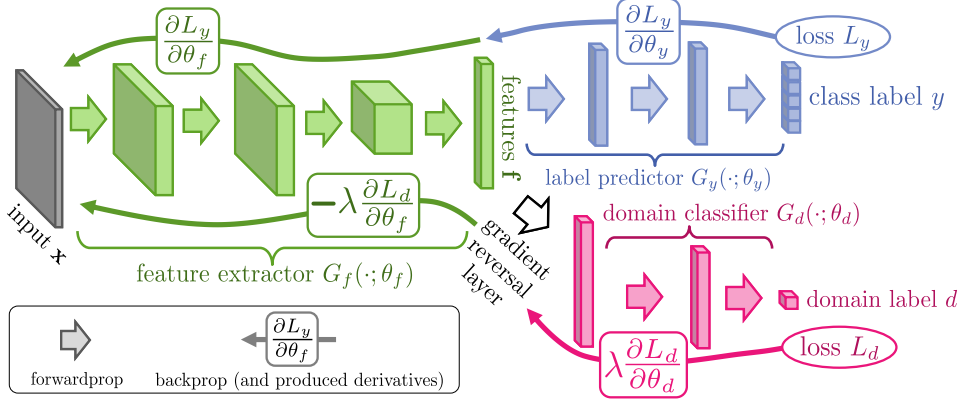 ∂L_y/∂θ_f
∂L_y/∂θ_y
loss L_y
features f
class label y
label predictor G_y(·;θ_y)
input x
−λ ∂L_d/∂θ_f
feature extractor G_f(·;θ_f)
gradient
reversal
layer
domain classifier G_d(·;θ_d)
domain label d
λ ∂L_d/∂θ_d
loss L_d
∂L_y/∂θ_f
forwardprop
backprop (and produced derivatives)